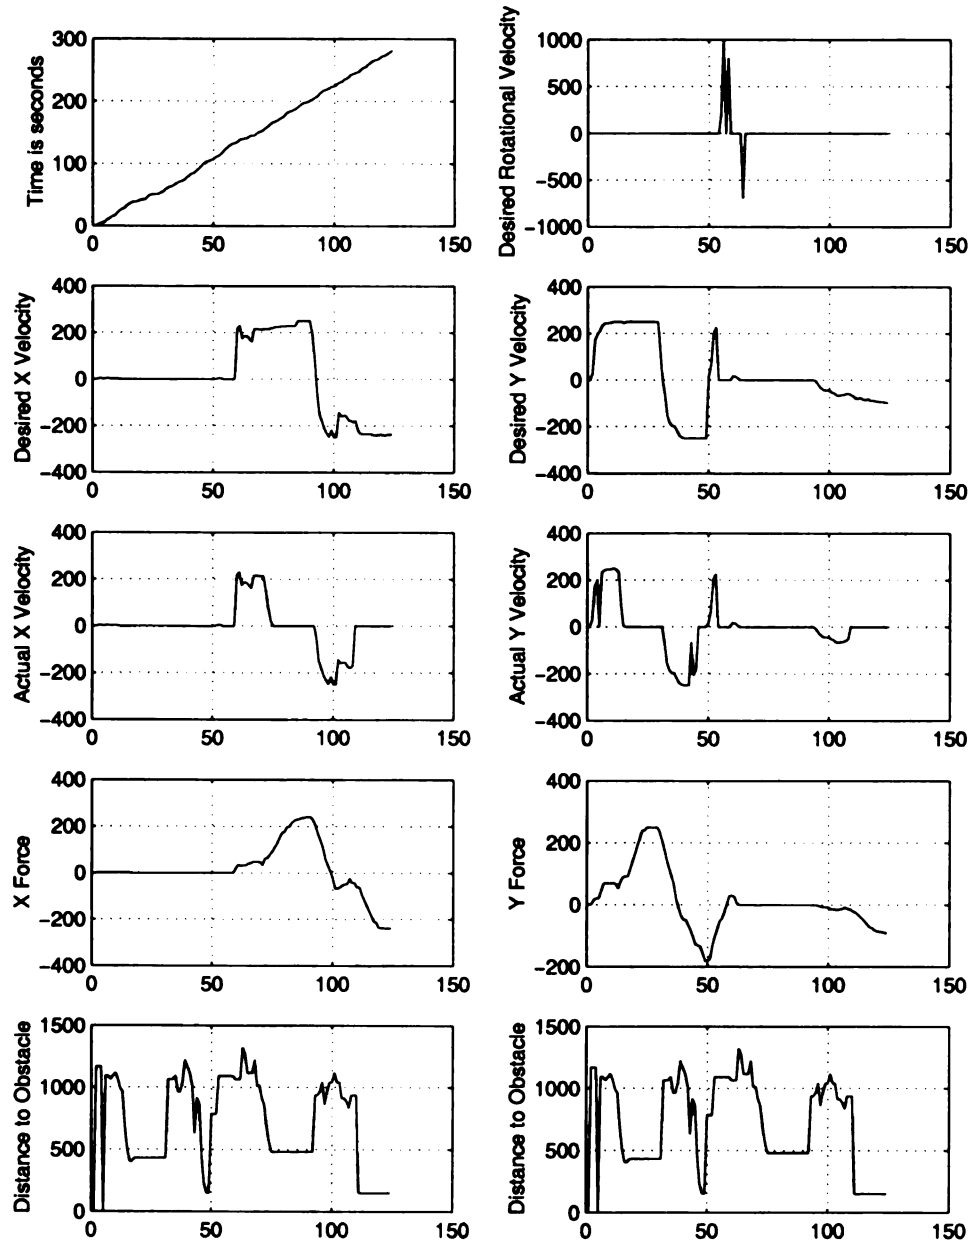 Time is seconds
300
200
100
0
0 50 100 150
Desired Rotational Velocity
1000
500
0
−500
−1000
0 50 100 150
Desired X Velocity
400
200
0
−200
−400
0 50 100 150
Desired Y Velocity
400
200
0
−200
−400
0 50 100 150
Actual X Velocity
400
200
0
−200
−400
0 50 100 150
Actual Y Velocity
400
200
0
−200
−400
0 50 100 150
X Force
400
200
0
−200
−400
0 50 100 150
Y Force
400
200
0
−200
0 50 100 150
Distance to Obstacle
1500
1000
500
0
0 50 100 150
Distance to Obstacle
1500
1000
500
0
0 50 100 150